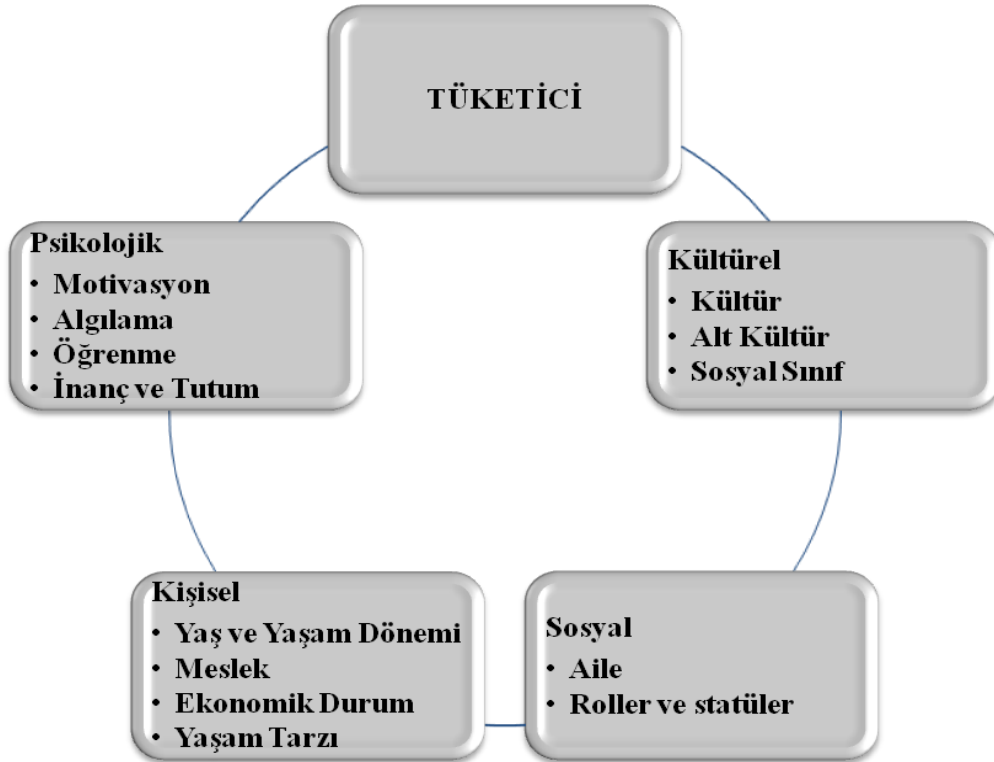 TÜKETİCİ
Psikolojik
• Motivasyon
• Algılama
• Öğrenme
• İnanç ve Tutum
Kültürel
• Kültür
• Alt Kültür
• Sosyal Sınıf
Kişisel
• Yaş ve Yaşam Dönemi
• Meslek
• Ekonomik Durum
• Yaşam Tarzı
Sosyal
• Aile
• Roller ve statüler